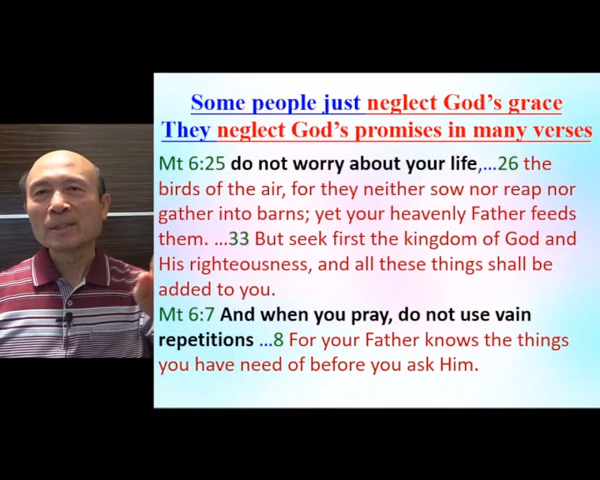 Some people just neglect God's grace
They neglect God's promises in many verses
Mt 6:25 do not worry about your life,...26 the
birds of the air, for they neither sow nor reap nor
gather into barns; yet your heavenly Father feeds
them. ...33 But seek first the kingdom of God and
His righteousness, and all these things shall be
added to you.
Mt 6:7 And when you pray, do not use vain
repetitions ...8 For your Father knows the things
you have need of before you ask Him.